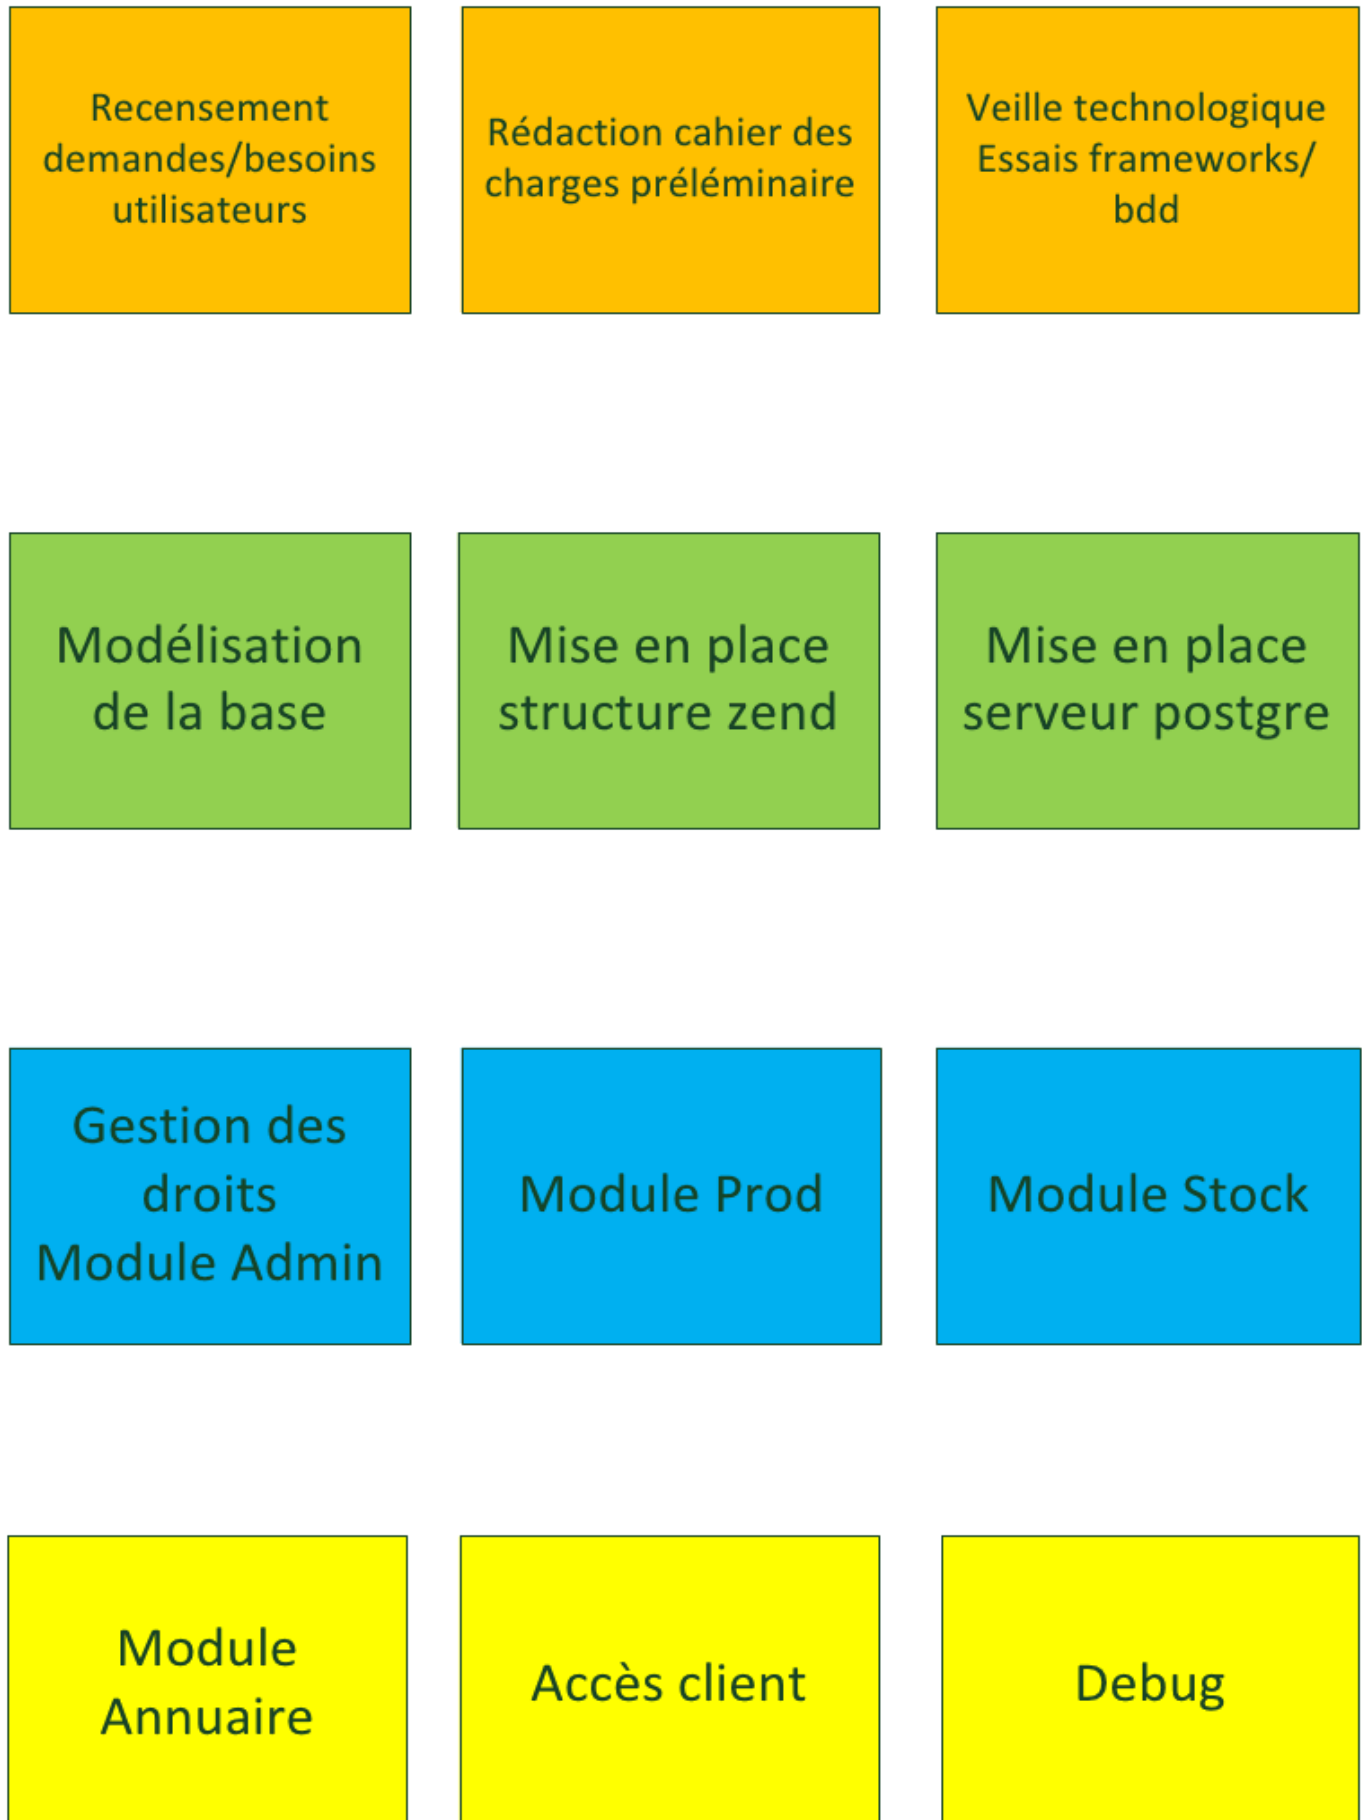 Recensement
demandes/besoins
utilisateurs
Rédaction cahier des
charges préléminaire
Veille technologique
Essais frameworks/
bdd
Modélisation
de la base
Mise en place
structure zend
Mise en place
serveur postgre
Gestion des
droits
Module Admin
Module Prod
Module Stock
Module
Annuaire
Accès client
Debug